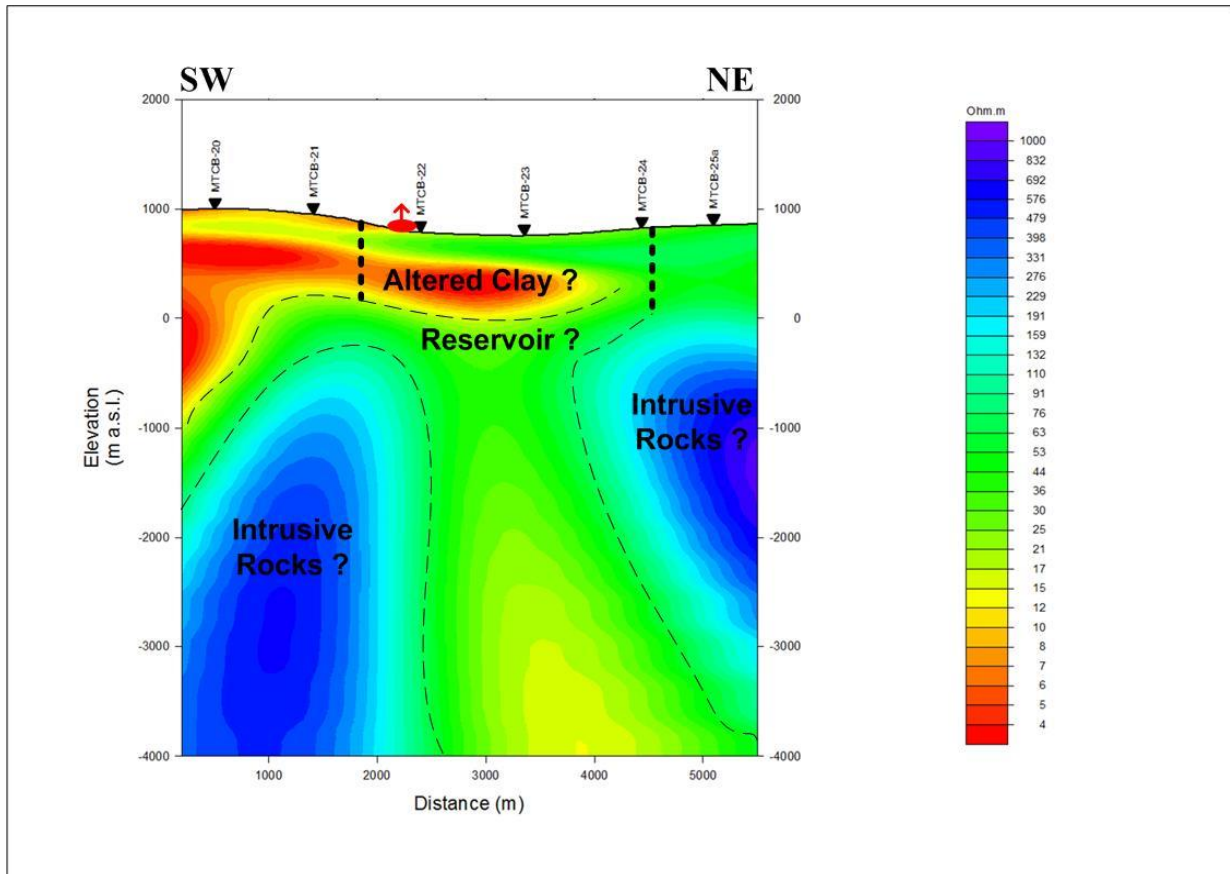 SW
NE
2000
1000
0
-1000
-2000
-3000
-4000
Elevation
(m a.s.l.)
MTCB-20
MTCB-21
MTCB-22
MTCB-23
MTCB-24
MTCB-25a
Altered Clay ?
Reservoir ?
Intrusive
Rocks ?
Intrusive
Rocks ?
2000
1000
0
-1000
-2000
-3000
-4000
1000
2000
3000
4000
5000
Distance (m)
Ohm.m
1000
832
692
576
479
398
331
276
229
191
159
132
110
91
76
63
53
44
36
30
25
21
17
15
12
10
8
7
6
5
4